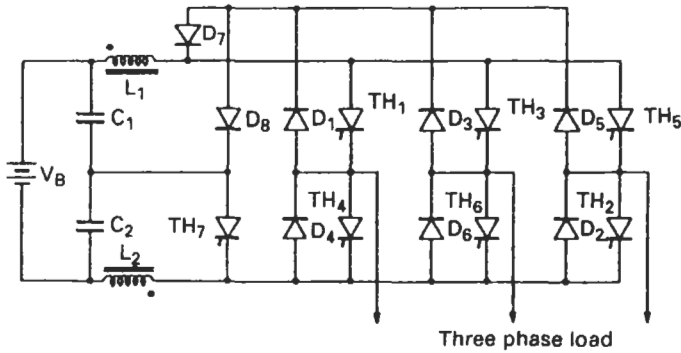 D7
L1
C1
D8
D1
TH1
D3
TH3
D5
TH5
VB
C2
TH7
TH4
D4
TH6
D6
TH2
D2
L2
Three phase load